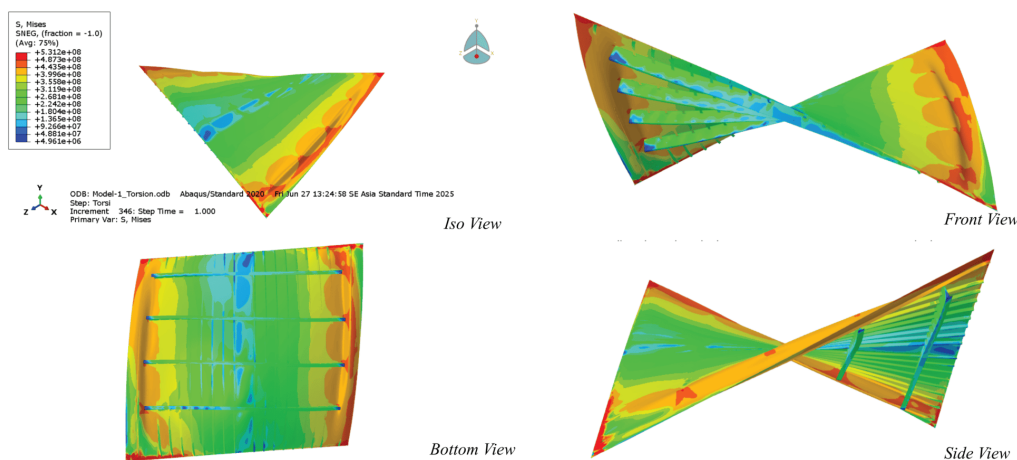 S, Mises
SNEG, (fraction = -1.0)
(Avg: 75%)
+5.312e+08
+4.873e+08
+4.435e+08
+3.996e+08
+3.558e+08
+3.119e+08
+2.681e+08
+2.242e+08
+1.804e+08
+1.365e+08
+9.266e+07
+4.881e+07
+4.961e+06
Y
Z
X
Y
Z
X
ODB: Model-1_Torsion.odb Abaqus/Standard 2020 Fri Jun 27 13:24:58 SE Asia Standard Time 2025
Step: Torsi
Increment 346: Step Time = 1.000
Primary Var: S, Mises
Iso View
Front View
Bottom View
Side View